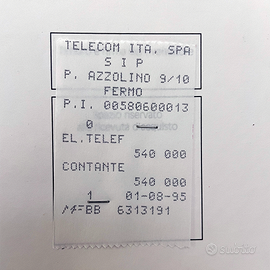 TELECOM ITA. SPA
S I P
P. AZZOLINO 9/10
FERMO
P.I. 00580600013
0
EL.TELEF
540 000
CONTANTE
540 000
1 01-08-95
BB 6313191
subito